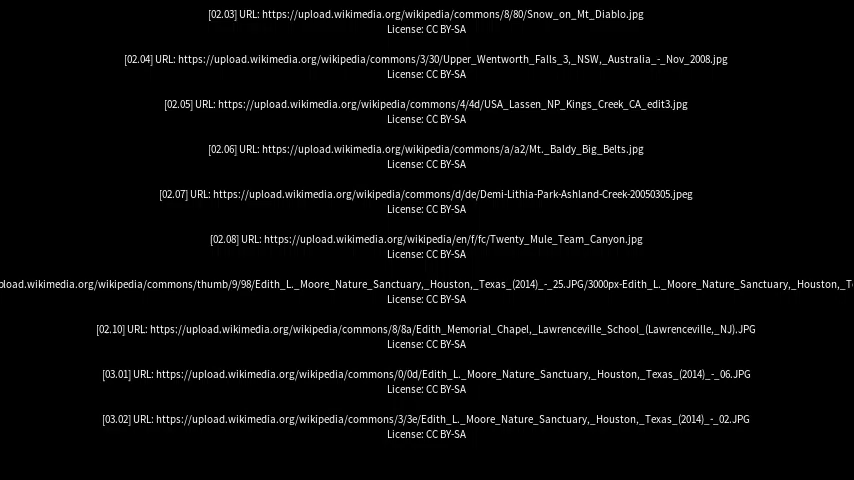 [02.03] URL: https://upload.wikimedia.org/wikipedia/commons/8/80/Snow_on_Mt_Diablo.jpg
License: CC BY-SA
[02.04] URL: https://upload.wikimedia.org/wikipedia/commons/3/30/Upper_Wentworth_Falls_3,_NSW,_Australia_-_Nov_2008.jpg
License: CC BY-SA
[02.05] URL: https://upload.wikimedia.org/wikipedia/commons/4/4d/USA_Lassen_NP_Kings_Creek_CA_edit3.jpg
License: CC BY-SA
[02.06] URL: https://upload.wikimedia.org/wikipedia/commons/a/a2/Mt._Baldy_Big_Belts.jpg
License: CC BY-SA
[02.07] URL: https://upload.wikimedia.org/wikipedia/commons/d/de/Demi-Lithia-Park-Ashland-Creek-20050305.jpeg
License: CC BY-SA
[02.08] URL: https://upload.wikimedia.org/wikipedia/en/f/fc/Twenty_Mule_Team_Canyon.jpg
License: CC BY-SA
pload.wikimedia.org/wikipedia/commons/thumb/9/98/Edith_L._Moore_Nature_Sanctuary,_Houston,_Texas_(2014)_-_25.JPG/3000px-Edith_L._Moore_Nature_Sanctuary,_Houston,_T
License: CC BY-SA
[02.10] URL: https://upload.wikimedia.org/wikipedia/commons/8/8a/Edith_Memorial_Chapel,_Lawrenceville_School_(Lawrenceville,_NJ).JPG
License: CC BY-SA
[03.01] URL: https://upload.wikimedia.org/wikipedia/commons/0/0d/Edith_L._Moore_Nature_Sanctuary,_Houston,_Texas_(2014)_-_06.JPG
License: CC BY-SA
[03.02] URL: https://upload.wikimedia.org/wikipedia/commons/3/3e/Edith_L._Moore_Nature_Sanctuary,_Houston,_Texas_(2014)_-_02.JPG
License: CC BY-SA